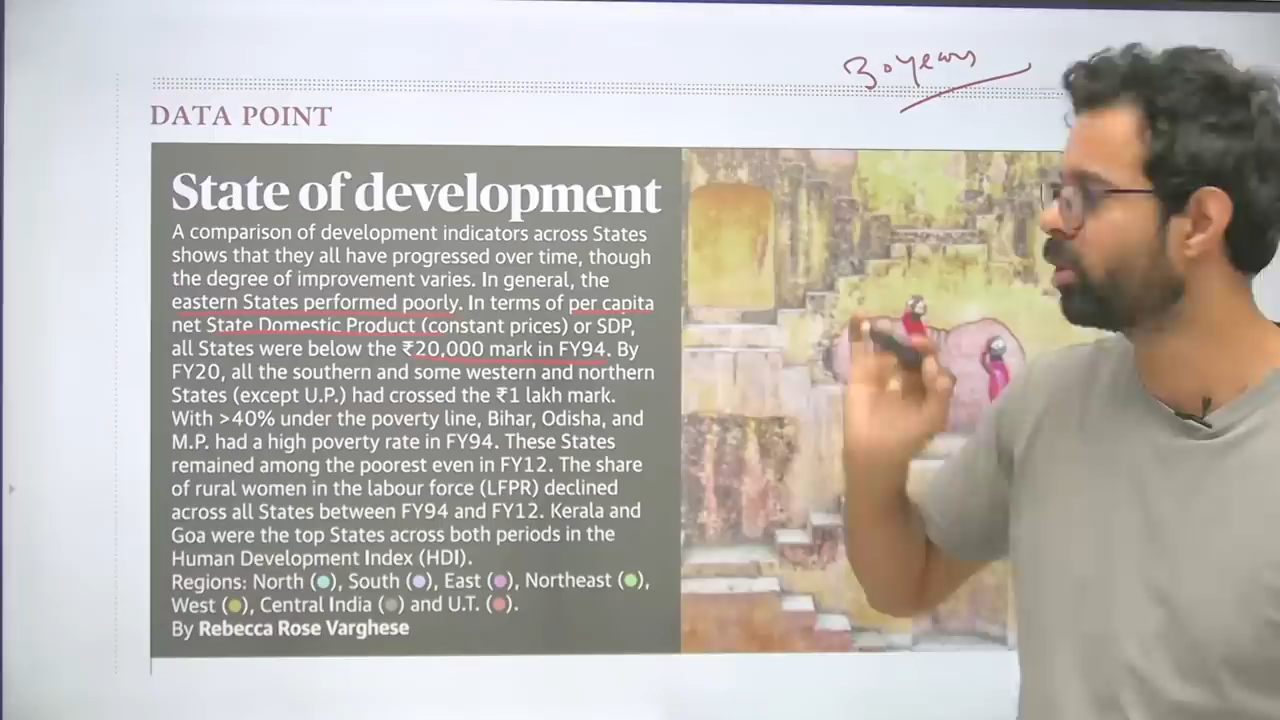 30 years
DATA POINT
State of development
A comparison of development indicators across States
shows that they all have progressed over time, though
the degree of improvement varies. In general, the
eastern States performed poorly. In terms of per capita
net State Domestic Product (constant prices) or SDP,
all States were below the ₹20,000 mark in FY94. By
FY20, all the southern and some western and northern
States (except U.P.) had crossed the ₹1 lakh mark.
With >40% under the poverty line, Bihar, Odisha, and
M.P. had a high poverty rate in FY94. These States
remained among the poorest even in FY12. The share
of rural women in the labour force (LFPR) declined
across all States between FY94 and FY12. Kerala and
Goa were the top States across both periods in the
Human Development Index (HDI).
Regions: North (●), South (●), East (●), Northeast (●),
West (●), Central India (●) and U.T. (●).
By Rebecca Rose Varghese